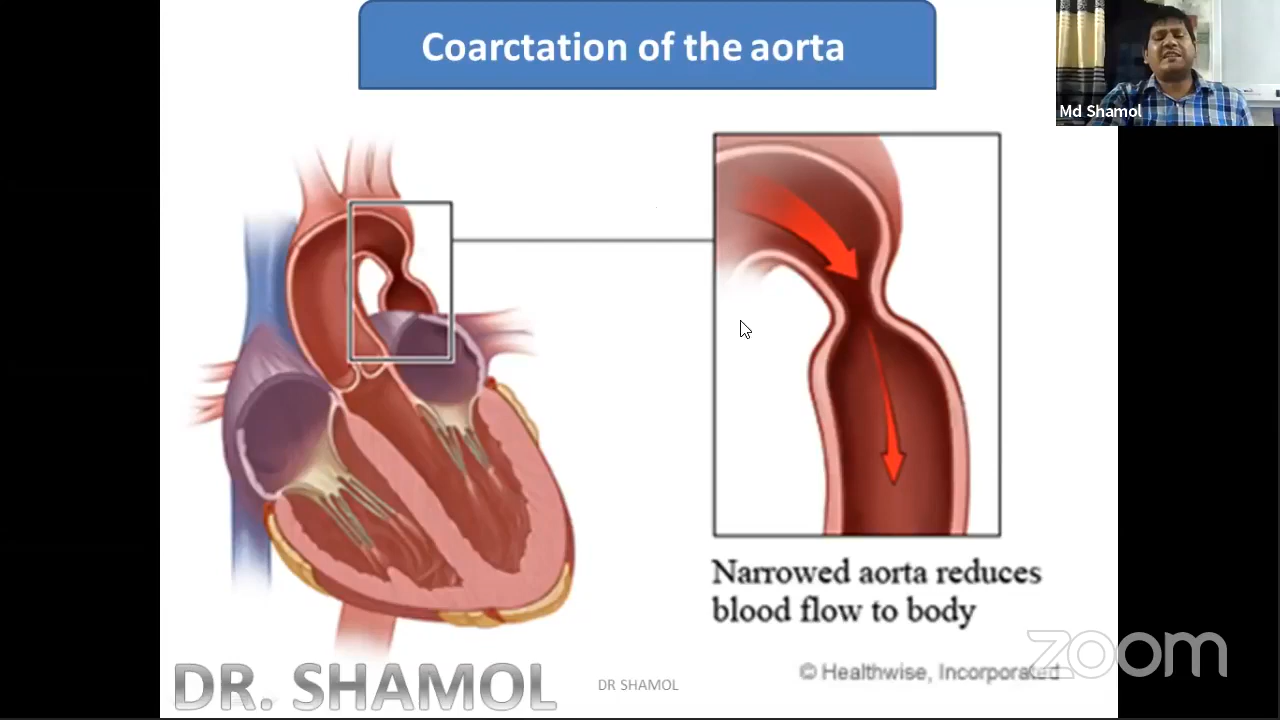 Coarctation of the aorta
Md Shamol
Narrowed aorta reduces
blood flow to body
© Healthwise, Incorporated
zoom
DR. SHAMOL
DR SHAMOL